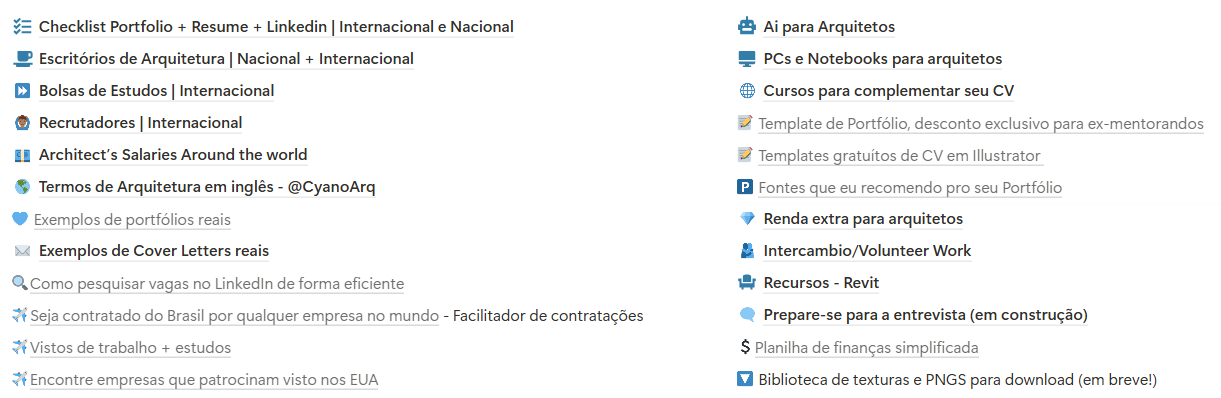 Checklist Portfolio + Resume + Linkedin | Internacional e Nacional
Escritórios de Arquitetura | Nacional + Internacional
Bolsas de Estudos | Internacional
Recrutadores | Internacional
Architect's Salaries Around the world
Termos de Arquitetura em inglês - @CyanoArq
Exemplos de portfólios reais
Exemplos de Cover Letters reais
Como pesquisar vagas no LinkedIn de forma eficiente
Seja contratado do Brasil por qualquer empresa no mundo - Facilitador de contratações
Vistos de trabalho + estudos
Encontre empresas que patrocinam visto nos EUA
Ai para Arquitetos
PCs e Notebooks para arquitetos
Cursos para complementar seu CV
Template de Portfólio, desconto exclusivo para ex-mentorandos
Templates gratuítos de CV em Illustrator
P Fontes que eu recomendo pro seu Portfólio
Renda extra para arquitetos
Intercambio/Volunteer Work
Recursos - Revit
Prepare-se para a entrevista (em construção)
$ Planilha de finanças simplificada
Biblioteca de texturas e PNGS para download (em breve!)